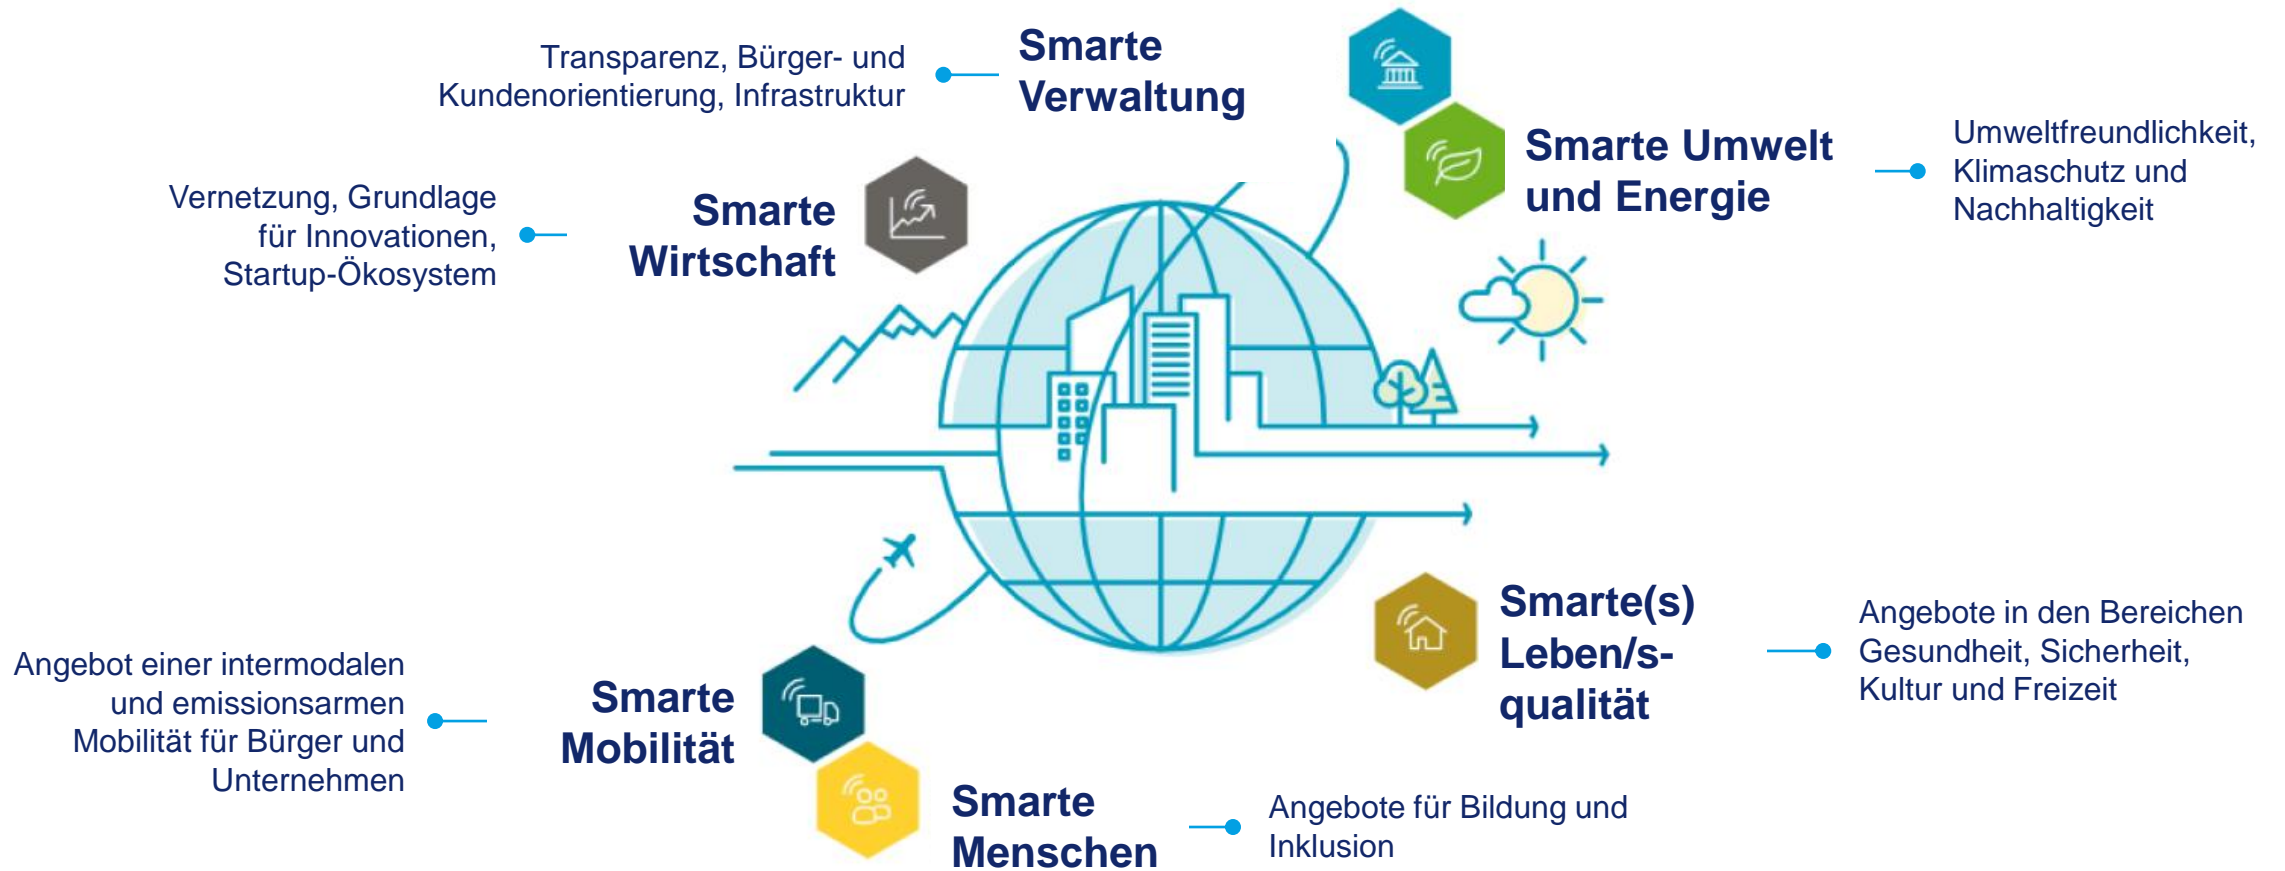 Transparenz, Bürger- und
Kundenorientierung, Infrastruktur
Smarte
Verwaltung
Smarte Umwelt
und Energie
Umweltfreundlichkeit,
Klimaschutz und
Nachhaltigkeit
Vernetzung, Grundlage
für Innovationen,
Startup-Ökosystem
Smarte
Wirtschaft
Smarte(s)
Leben/s-
qualität
Angebote in den Bereichen
Gesundheit, Sicherheit,
Kultur und Freizeit
Angebot einer intermodalen
und emissionsarmen
Mobilität für Bürger und
Unternehmen
Smarte
Mobilität
Smarte
Menschen
Angebote für Bildung und
Inklusion